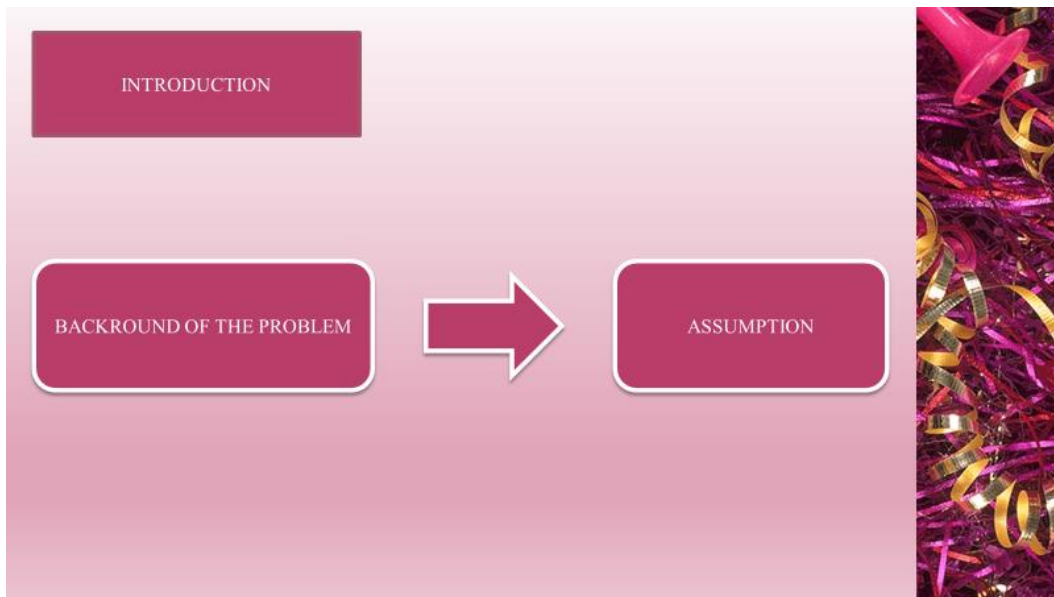 INTRODUCTION
BACKROUND OF THE PROBLEM
ASSUMPTION